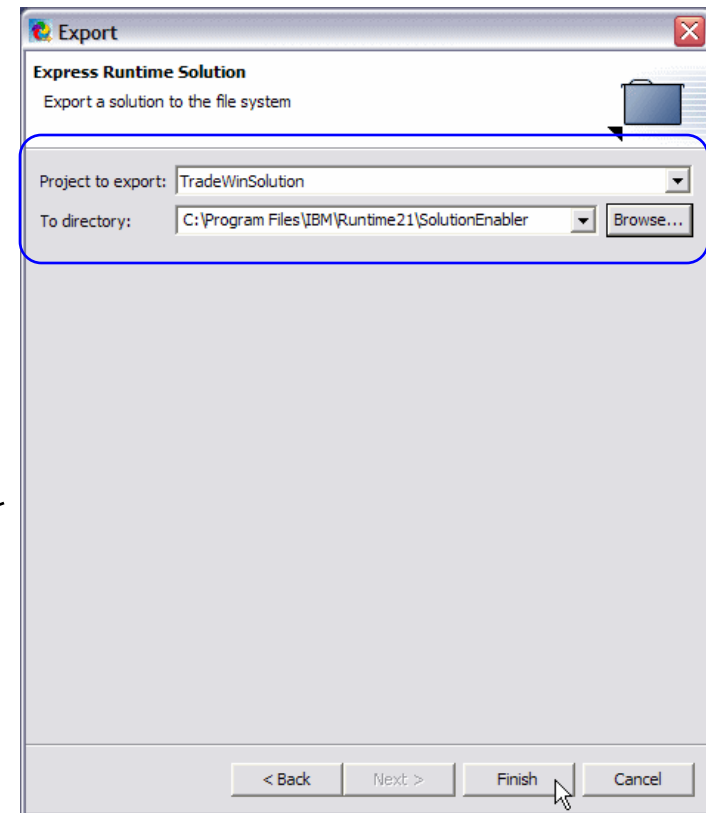 Export
Express Runtime Solution
Export a solution to the file system
Project to export: TradeWinSolution
To directory: C:\Program Files\IBM\Runtime21\SolutionEnabler Browse...
< Back Next > Finish Cancel